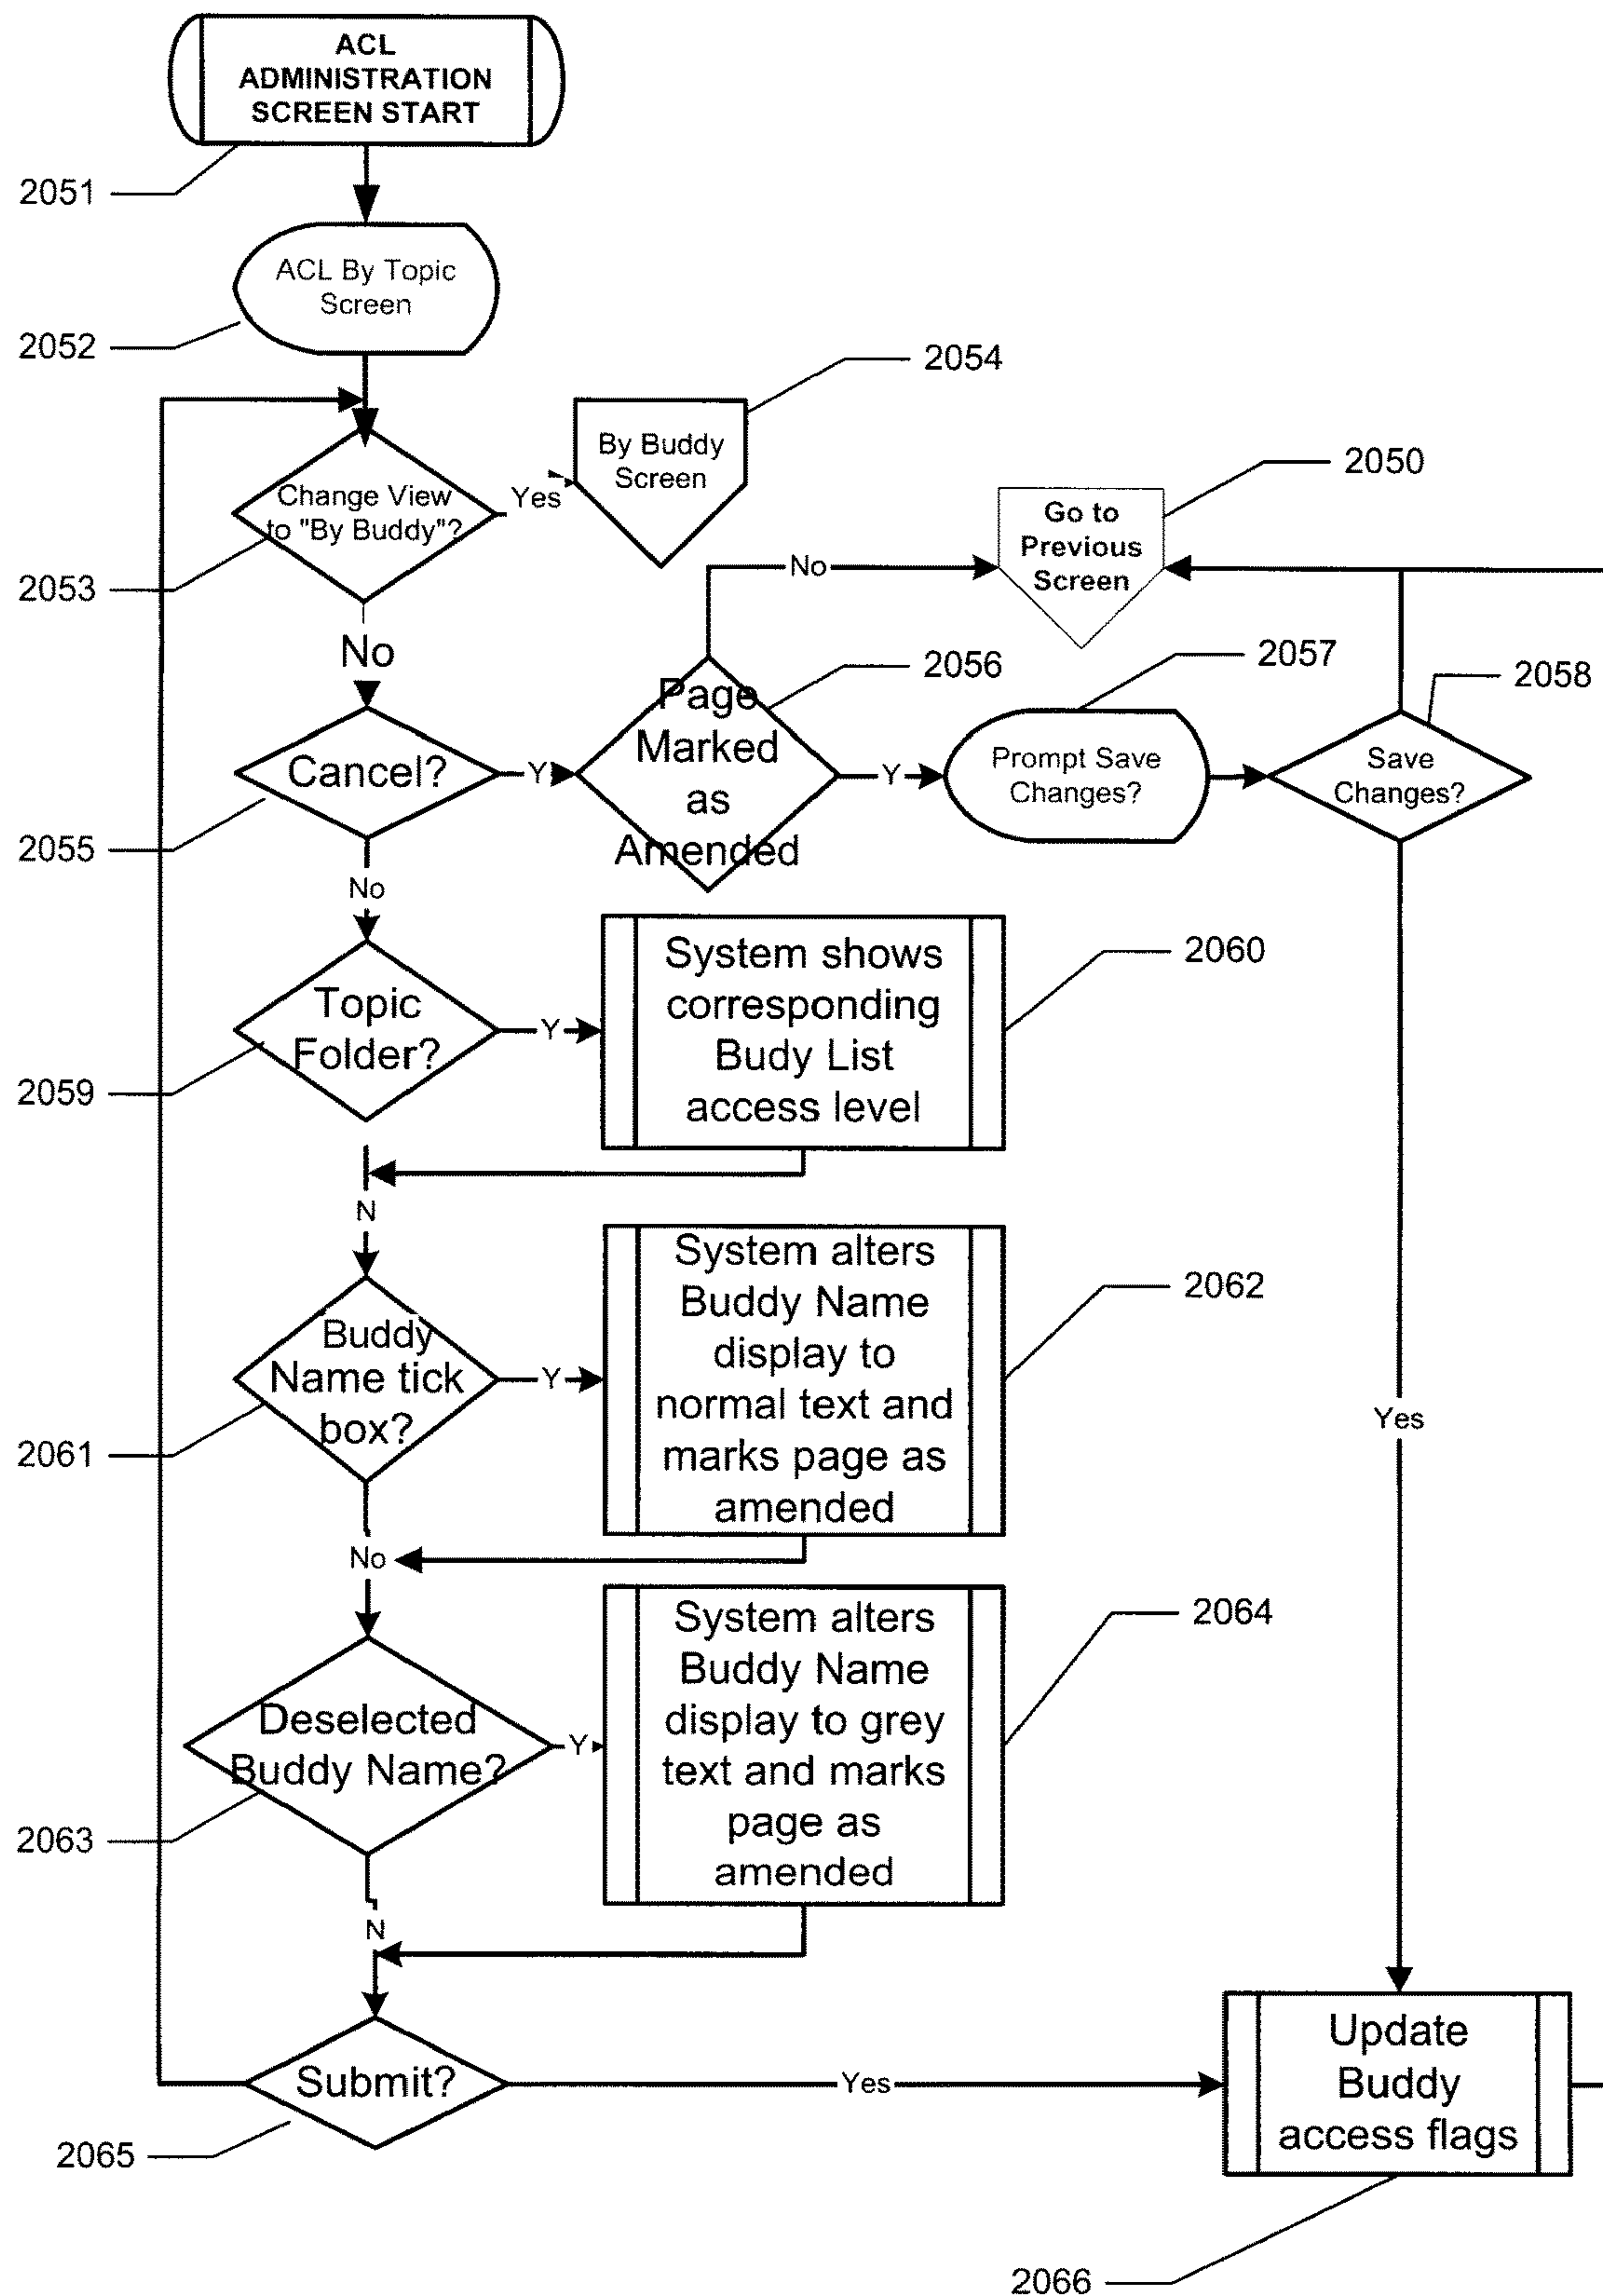 ACL
ADMINISTRATION
SCREEN START
2051
ACL By Topic
Screen
2052
2054
By Buddy
Screen
Change View
to "By Buddy"?
Yes
2053
2050
Go to
Previous
Screen
No
No
2056
2057
2058
Page
Marked
as
Amended
Cancel?
Y
Y
Prompt Save
Changes?
Save
Changes?
2055
No
2060
System shows
corresponding
Budy List
access level
Topic
Folder?
Y
2059
N
2062
System alters
Buddy Name
display to
normal text and
marks page as
amended
Buddy
Name tick
box?
Y
Yes
2061
No
2064
System alters
Buddy Name
display to grey
text and marks
page as
amended
Deselected
Buddy Name?
Y
2063
N
Submit?
Yes
Update
Buddy
access flags
2065
2066